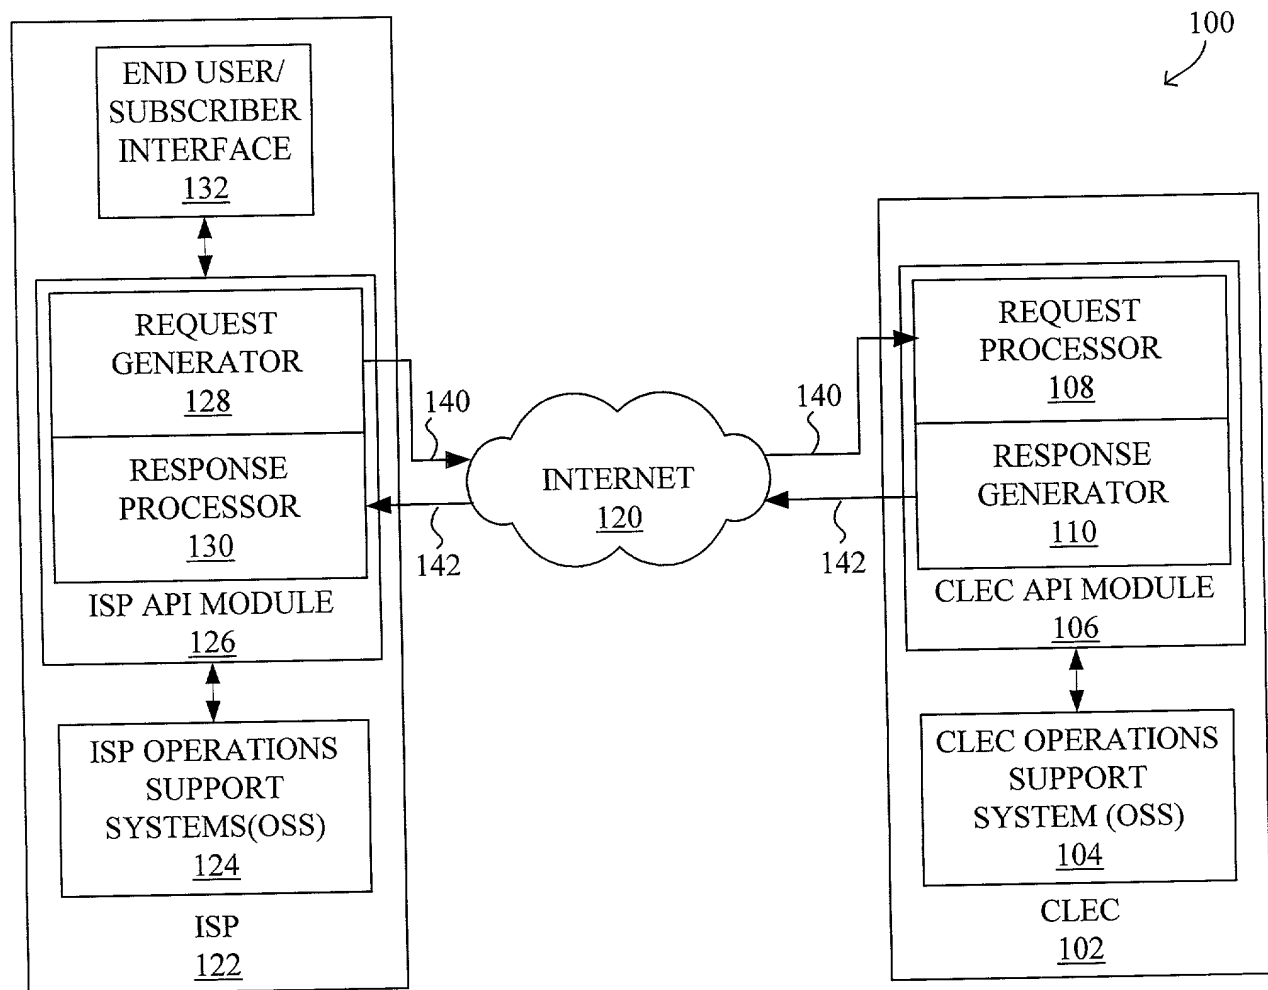 100
END USER/
SUBSCRIBER
INTERFACE
132
REQUEST
GENERATOR
128
RESPONSE
PROCESSOR
130
ISP API MODULE
126
ISP OPERATIONS
SUPPORT
SYSTEMS(OSS)
124
ISP
122
140
142
INTERNET
120
140
142
REQUEST
PROCESSOR
108
RESPONSE
GENERATOR
110
CLEC API MODULE
106
CLEC OPERATIONS
SUPPORT
SYSTEM (OSS)
104
CLEC
102